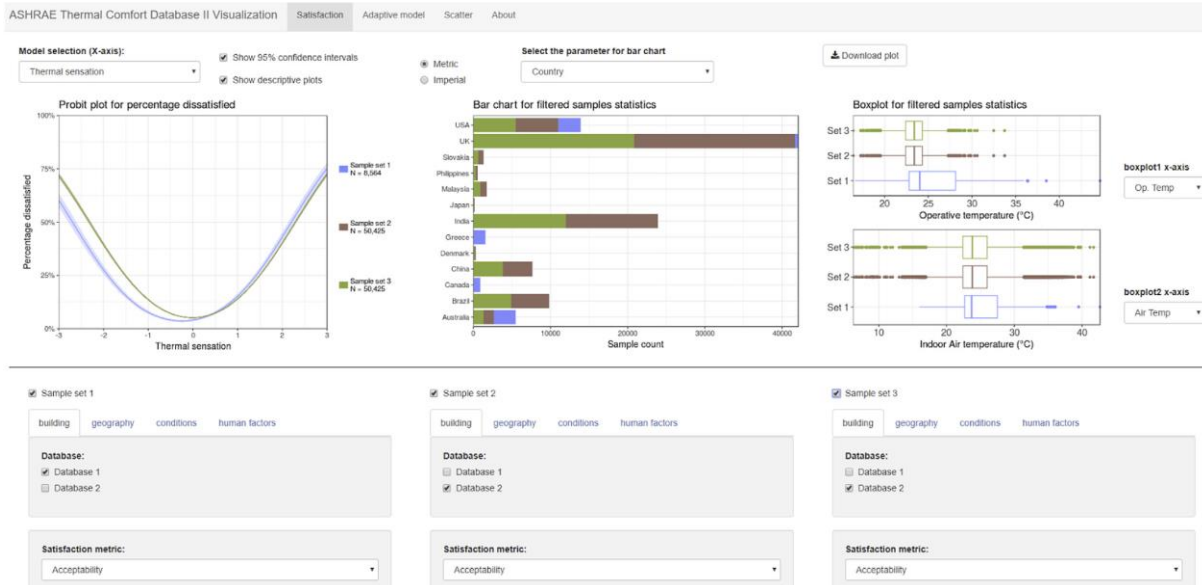 ASHRAE Thermal Comfort Database II Visualization Satisfaction Adaptive model Scatter About
Model selection (X-axis):
Thermal sensation
Show 95% confidence intervals
Show descriptive plots
Metric
Imperial
Select the parameter for bar chart
Country
Download plot
Probit plot for percentage dissatisfied
100%
75%
50%
25%
0%
Percentage dissatisfied
-3 -2 -1 0 1 2 3
Thermal sensation
Sample set 1
N = 8,564
Sample set 2
N = 50,425
Sample set 3
N = 50,425
Bar chart for filtered samples statistics
USA
UK
Slovakia
Philippines
Malaysia
Japan
India
Greece
Denmark
China
Canada
Brazil
Australia
0 10000 20000 30000 40000
Sample count
Boxplot for filtered samples statistics
Set 3
Set 2
Set 1
20 25 30 35 40
Operative temperature (°C)
boxplot1 x-axis
Op. Temp
Set 3
Set 2
Set 1
10 20 30 40
Indoor Air temperature (°C)
boxplot2 x-axis
Air Temp
Sample set 1
building geography conditions human factors
Database:
Database 1
Database 2
Satisfaction metric:
Acceptability
Sample set 2
building geography conditions human factors
Database:
Database 1
Database 2
Satisfaction metric:
Acceptability
Sample set 3
building geography conditions human factors
Database:
Database 1
Database 2
Satisfaction metric:
Acceptability